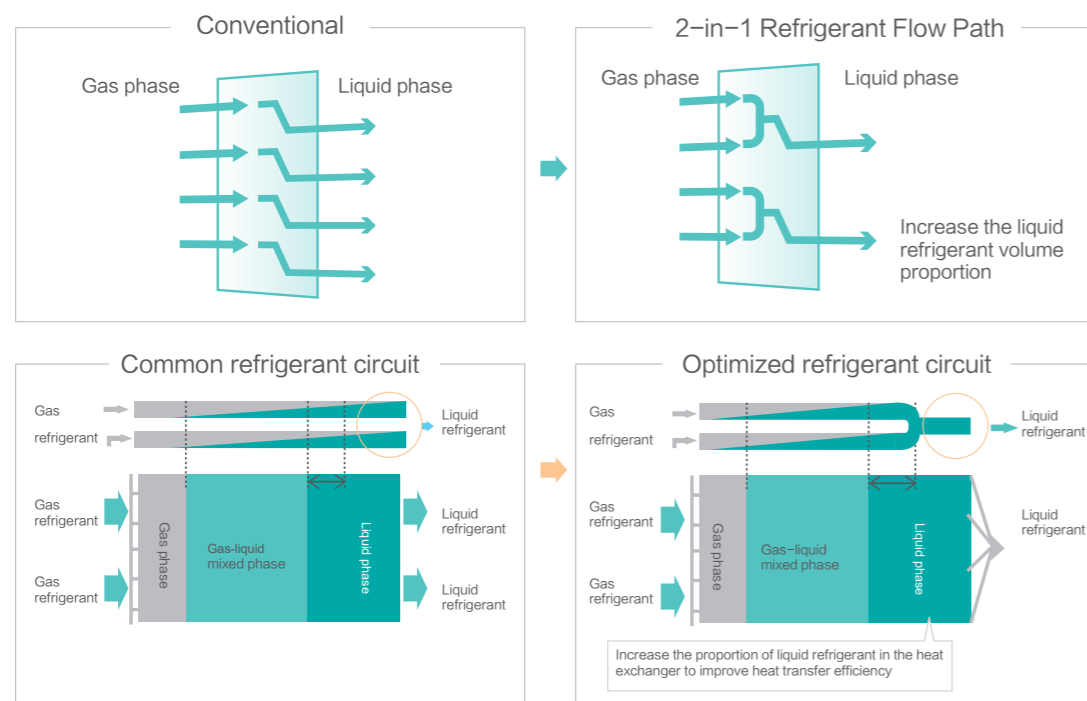 Conventional
Gas phase
Liquid phase
2-in-1 Refrigerant Flow Path
Gas phase
Liquid phase
Increase the liquid
refrigerant volume
proportion
Common refrigerant circuit
Gas
refrigerant
Liquid
refrigerant
Gas
refrigerant
Gas
refrigerant
Gas phase
Gas-liquid
mixed phase
Liquid phase
Liquid
refrigerant
Liquid
refrigerant
Optimized refrigerant circuit
Gas
refrigerant
Liquid
refrigerant
Gas
refrigerant
Gas
refrigerant
Gas phase
Gas-liquid
mixed phase
Liquid phase
Liquid
refrigerant
Increase the proportion of liquid refrigerant in the heat
exchanger to improve heat transfer efficiency